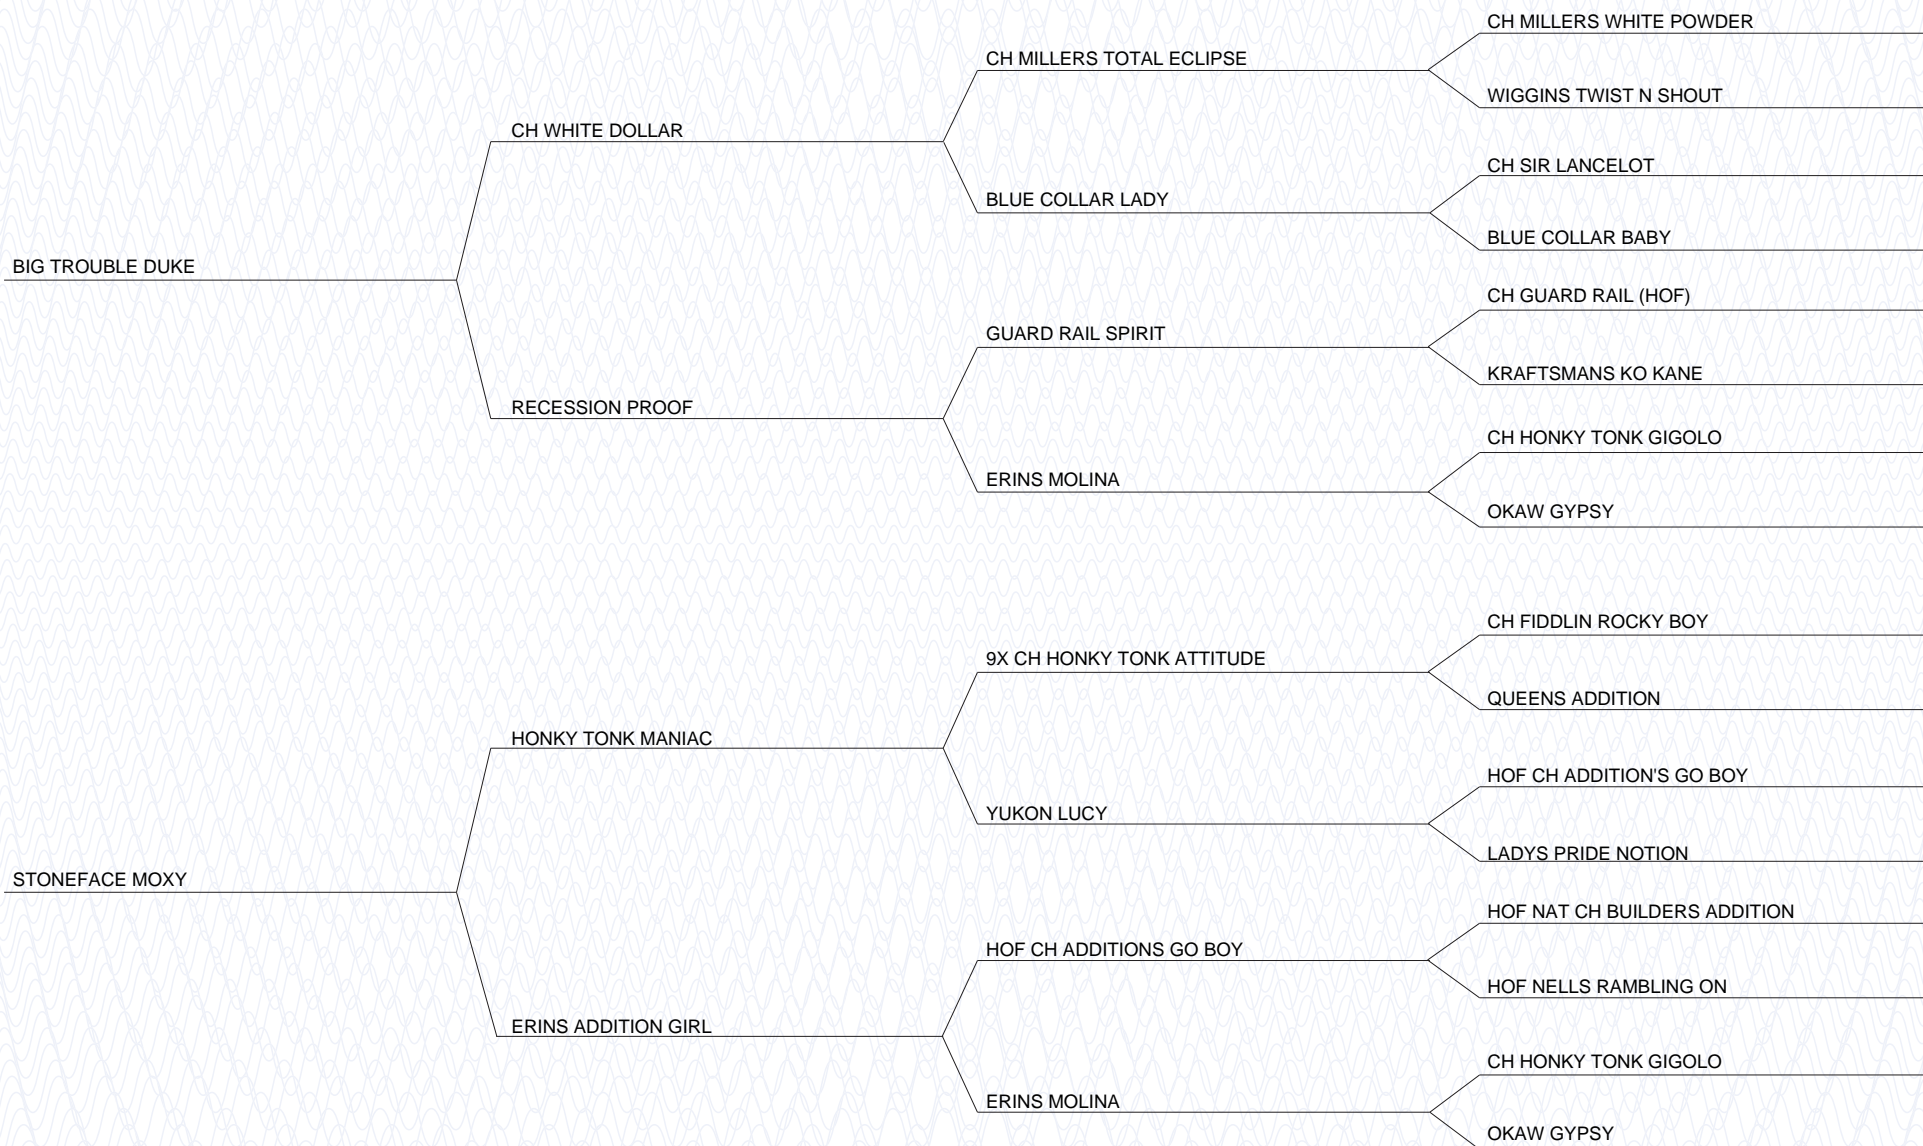 CH MILLERS WHITE POWDER
CH MILLERS TOTAL ECLIPSE
WIGGINS TWIST N SHOUT
CH WHITE DOLLAR
CH SIR LANCELOT
BLUE COLLAR LADY
BLUE COLLAR BABY
BIG TROUBLE DUKE
CH GUARD RAIL (HOF)
GUARD RAIL SPIRIT
KRAFTSMANS KO KANE
RECESSION PROOF
CH HONKY TONK GIGOLO
ERINS MOLINA
OKAW GYPSY
CH FIDDLIN ROCKY BOY
9X CH HONKY TONK ATTITUDE
QUEENS ADDITION
HONKY TONK MANIAC
HOF CH ADDITION'S GO BOY
YUKON LUCY
LADYS PRIDE NOTION
STONEFACE MOXY
HOF NAT CH BUILDERS ADDITION
HOF CH ADDITIONS GO BOY
HOF NELLS RAMBLING ON
ERINS ADDITION GIRL
CH HONKY TONK GIGOLO
ERINS MOLINA
OKAW GYPSY